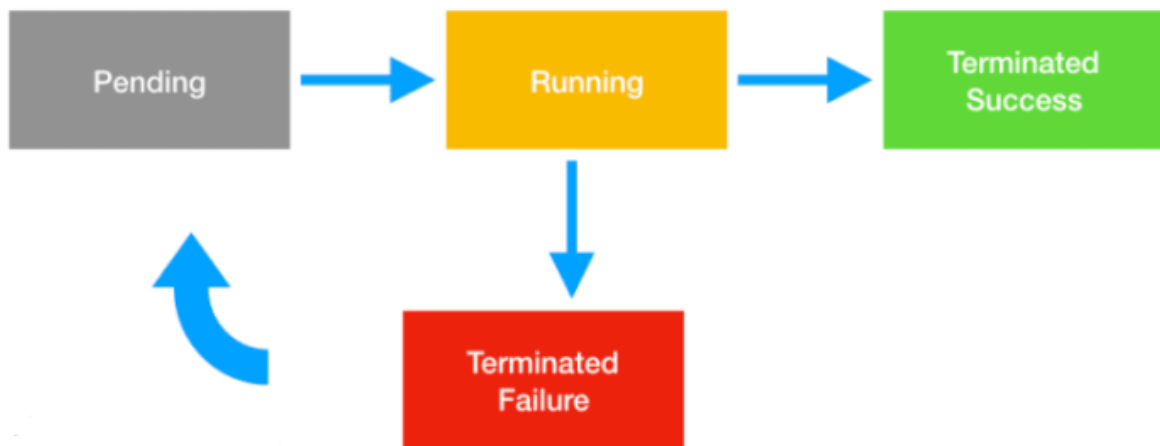 Pending
Running
Terminated
Success
Terminated
Failure